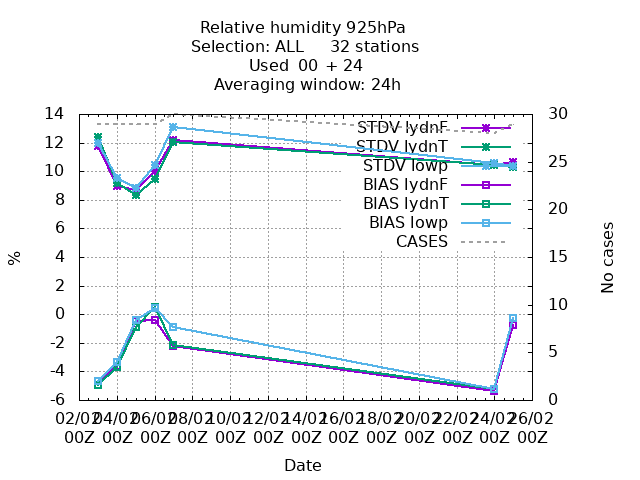 Relative humidity 925hPa
Selection: ALL 32 stations
Used 00 + 24
Averaging window: 24h
14
12
10
8
6
4
2
0
-2
-4
-6
%
30
25
20
15
10
5
0
No cases
STDV lydnF
STDV lydnT
STDV lowp
BIAS lydnF
BIAS lydnT
BIAS lowp
CASES
02/02 04/02 06/02 08/02 10/02 12/02 14/02 16/02 18/02 20/02 22/02 24/02 26/02
00Z 00Z 00Z 00Z 00Z 00Z 00Z 00Z 00Z 00Z 00Z 00Z 00Z
Date